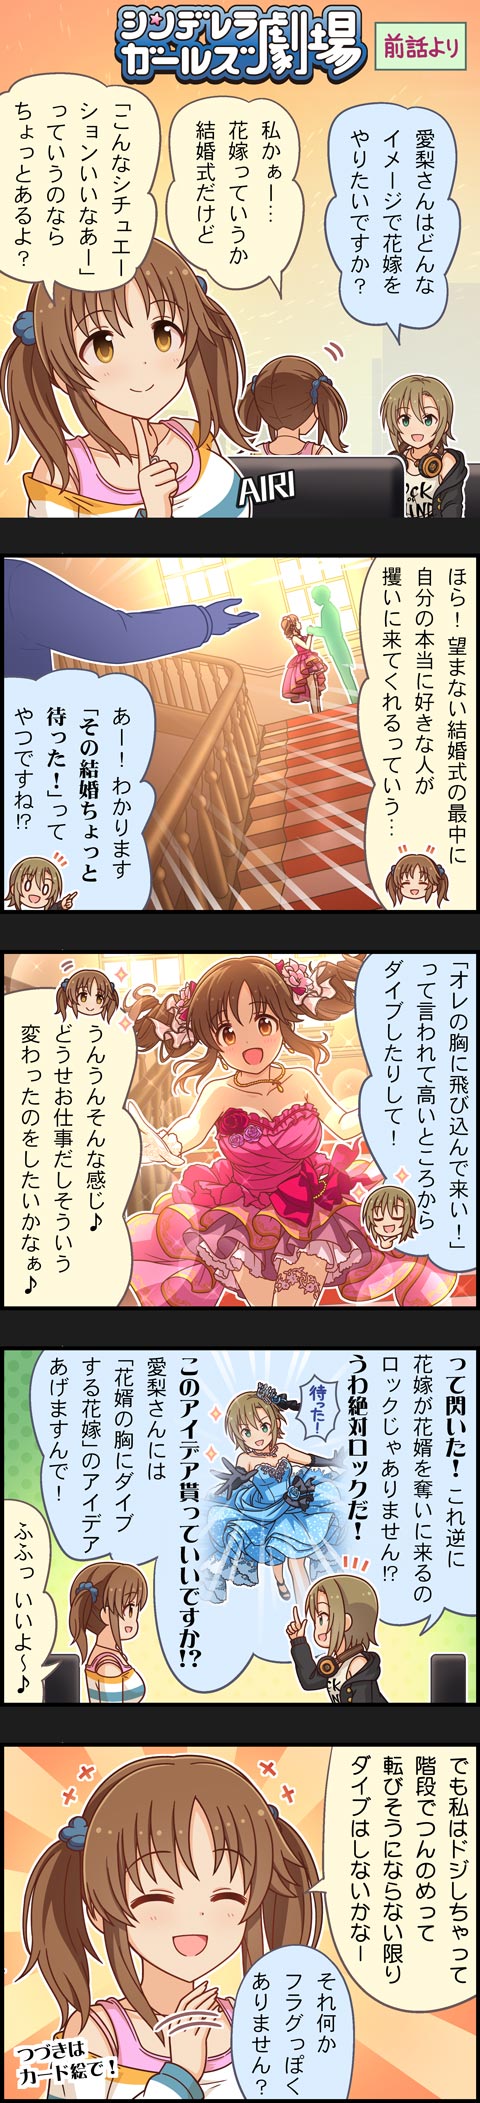 シンデレラ
ガールズ劇場
前話より
愛梨さんはどんな
イメージで花嫁を
やりたいですか？
私かぁー…
花嫁っていうか
結婚式だけど
「こんなシチュエー
ションいいなあー」
っていうのなら
ちょっとあるよ？
AIRI
ほら！望まない結婚式の最中に
自分の本当に好きな人が
攫いに来てくれるっていう…
あー！わかります
「その結婚ちょっと
待った！」って
やつですね⁉
「オレの胸に飛び込んで来い！」
って言われて高いところから
ダイブしたりして！
うんうんそんな感じ♪
どうせお仕事だしそういう
変わったのをしたいかなぁ♪
って閃いた！これ逆に
花嫁が花婿を奪いに来るの
ロックじゃありません⁉
うわ絶対ロックだ！
待った！
このアイデア貰っていいですか⁉
愛梨さんには
「花婿の胸にダイブ
する花嫁」のアイデア
あげますんで！
ふふっ いいよ～♪
でも私はドジしちゃって
階段でつんのめって
転びそうにならない限り
ダイブはしないかなー
それ何か
フラグっぽく
ありません？
つづきは
カード絵で！